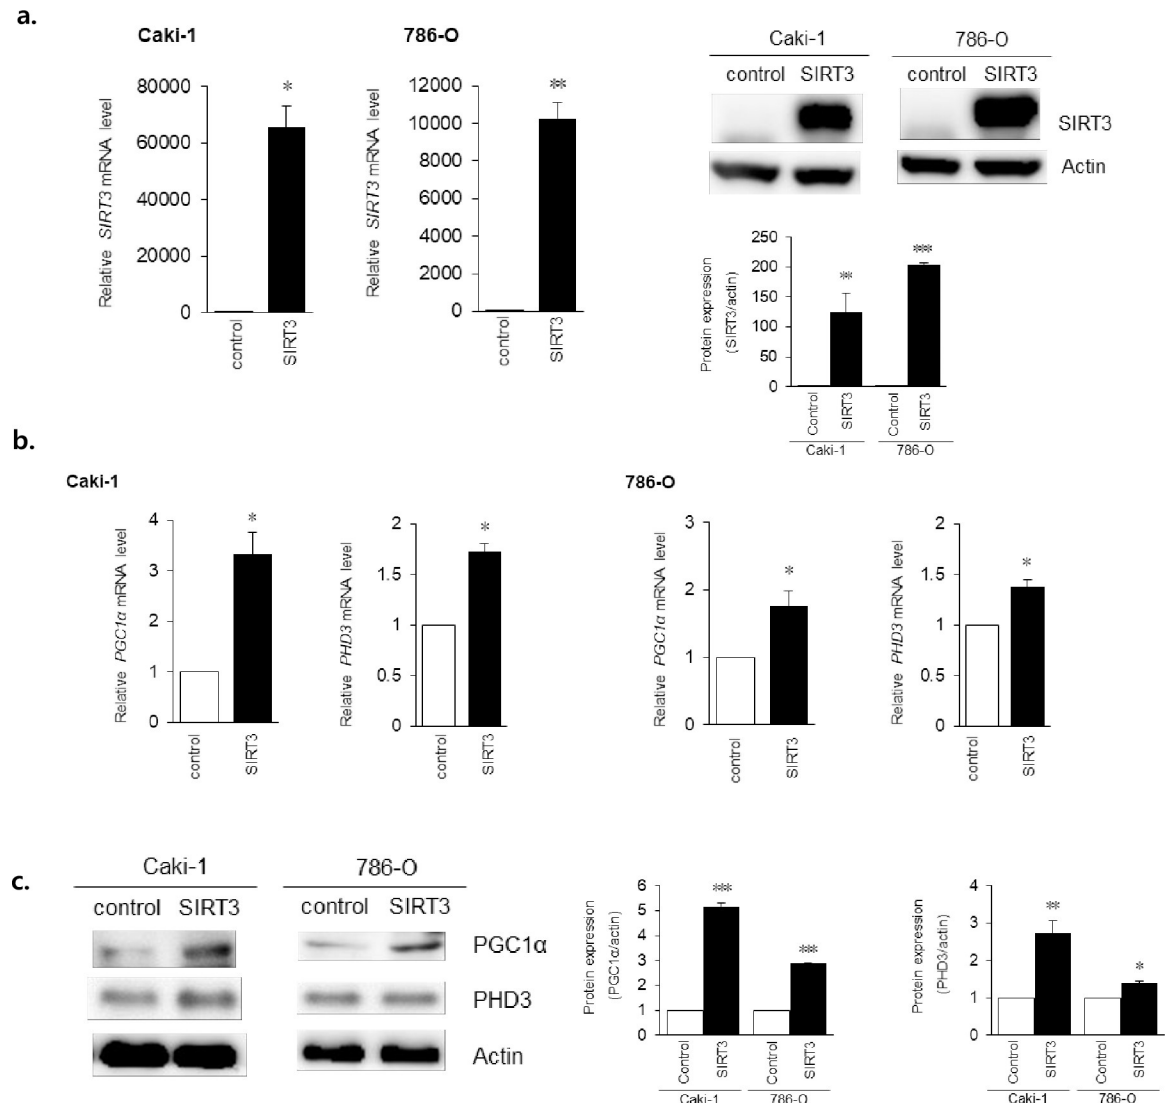 a.
Caki-1
Relative SIRT3 mRNA level
80000
60000
40000
20000
0
control
SIRT3
*
786-O
Relative SIRT3 mRNA level
12000
10000
8000
6000
4000
2000
0
control
SIRT3
**
Caki-1 786-O
control SIRT3 control SIRT3
SIRT3
Actin
Protein expression
(SIRT3/actin)
250
200
150
100
50
0
**
***
Control
SIRT3
Control
SIRT3
Caki-1 786-O
b.
Caki-1
Relative PGC1α mRNA level
4
3
2
1
0
*
control
SIRT3
Relative PHD3 mRNA level
2
1.5
1
0.5
0
*
control
SIRT3
786-O
Relative PGC1α mRNA level
3
2
1
0
*
control
SIRT3
Relative PHD3 mRNA level
2
1.5
1
0.5
0
*
control
SIRT3
c.
Caki-1 786-O
control SIRT3 control SIRT3
PGC1α
PHD3
Actin
Protein expression
(PGC1α/actin)
6
5
4
3
2
1
0
***
***
Control
SIRT3
Control
SIRT3
Caki-1 786-O
Protein expression
(PHD3/actin)
4
3
2
1
0
**
*
Control
SIRT3
Control
SIRT3
Caki-1 786-O